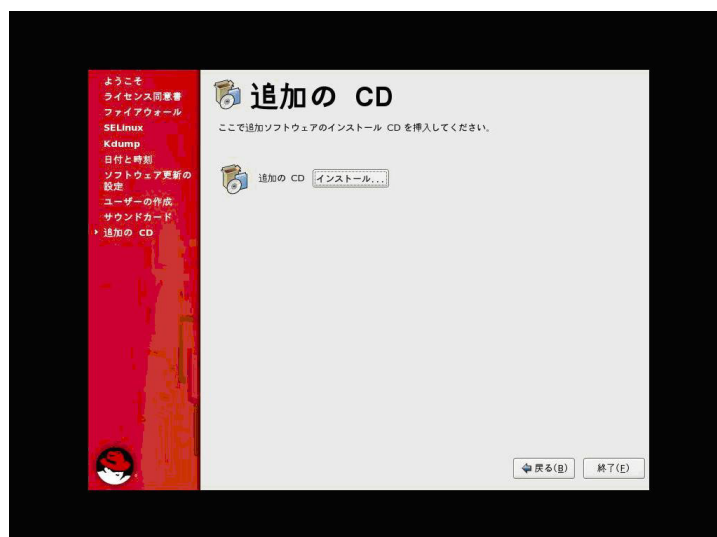 ようこそ
ライセンス同意書
ファイアウォール
SELinux
Kdump
日付と時刻
ソフトウェア更新の
設定
ユーザーの作成
サウンドカード
追加の CD
追加の CD
ここで追加ソフトウェアのインストール CD を挿入してください。
追加の CD インストール...
戻る(B) 終了(F)